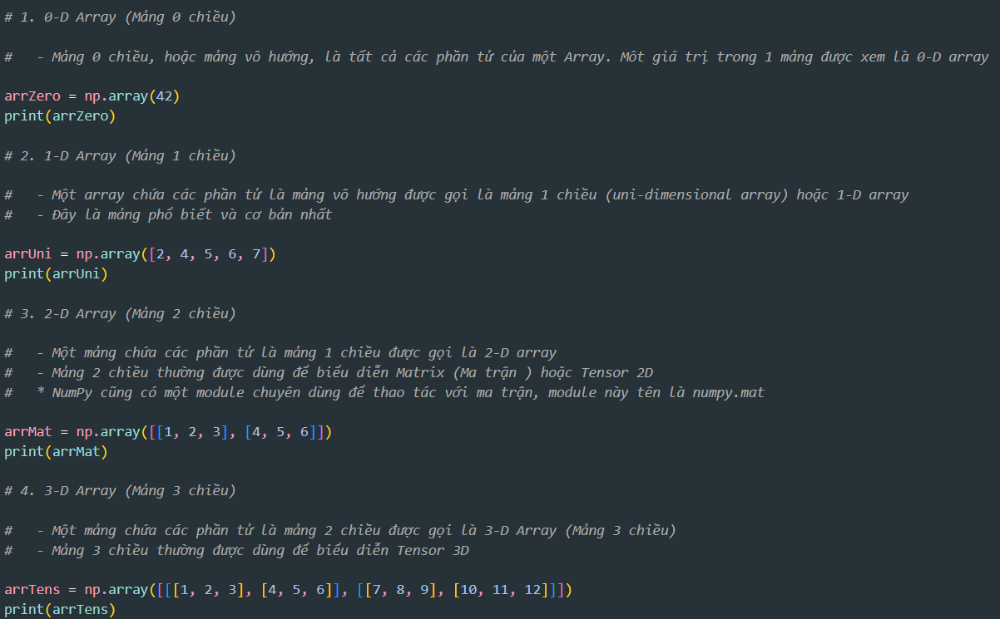 # 1. 0-D Array (Mảng 0 chiều)
#   - Mảng 0 chiều, hoặc mảng vô hướng, là tất cả các phần tử của một Array. Môt giá trị trong 1 mảng được xem là 0-D array
arrZero = np.array(42)
print(arrZero)
# 2. 1-D Array (Mảng 1 chiều)
#   - Một array chứa các phần tử là mảng vô hướng được gọi là mảng 1 chiều (uni-dimensional array) hoặc 1-D array
#   - Đây là mảng phổ biết và cơ bản nhất
arrUni = np.array([2, 4, 5, 6, 7])
print(arrUni)
# 3. 2-D Array (Mảng 2 chiều)
#   - Một mảng chứa các phần tử là mảng 1 chiều được gọi là 2-D array
#   - Mảng 2 chiều thường được dùng để biểu diễn Matrix (Ma trận ) hoặc Tensor 2D
#   * NumPy cũng có một module chuyên dùng để thao tác với ma trận, module này tên là numpy.mat
arrMat = np.array([[1, 2, 3], [4, 5, 6]])
print(arrMat)
# 4. 3-D Array (Mảng 3 chiều)
#   - Một mảng chứa các phần tử là mảng 2 chiều được gọi là 3-D Array (Mảng 3 chiều)
#   - Mảng 3 chiều thường được dùng để biểu diễn Tensor 3D
arrTens = np.array([[[1, 2, 3], [4, 5, 6]], [[7, 8, 9], [10, 11, 12]]])
print(arrTens)